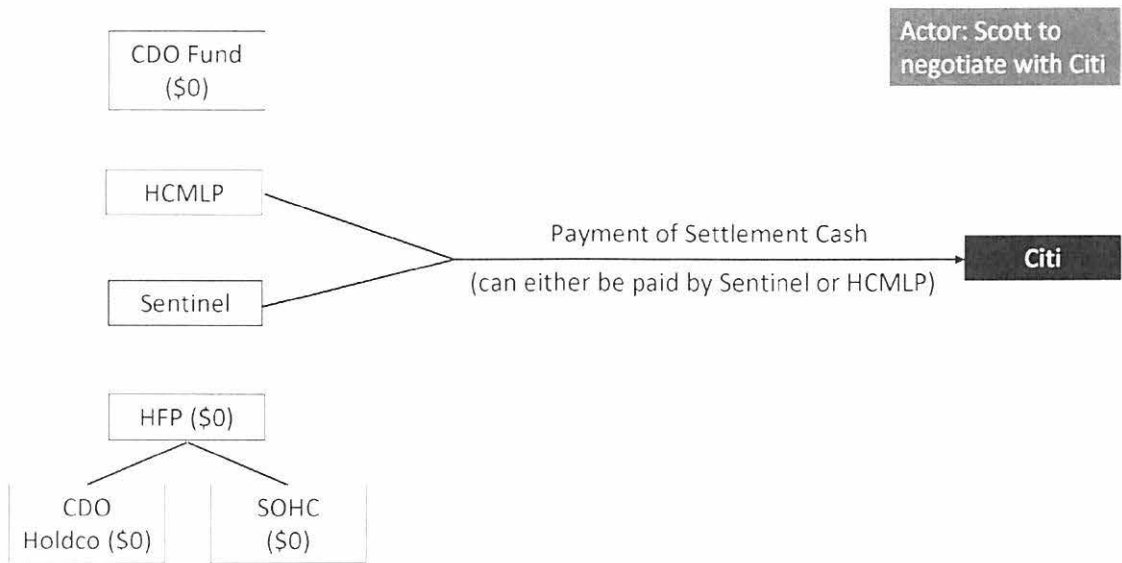 CDO Fund
($0)
Actor: Scott to
negotiate with Citi
HCMLP
Payment of Settlement Cash
Citi
(can either be paid by Sentinel or HCMLP)
Sentinel
HFP ($0)
CDO
Holdco ($0)
SOHC
($0)